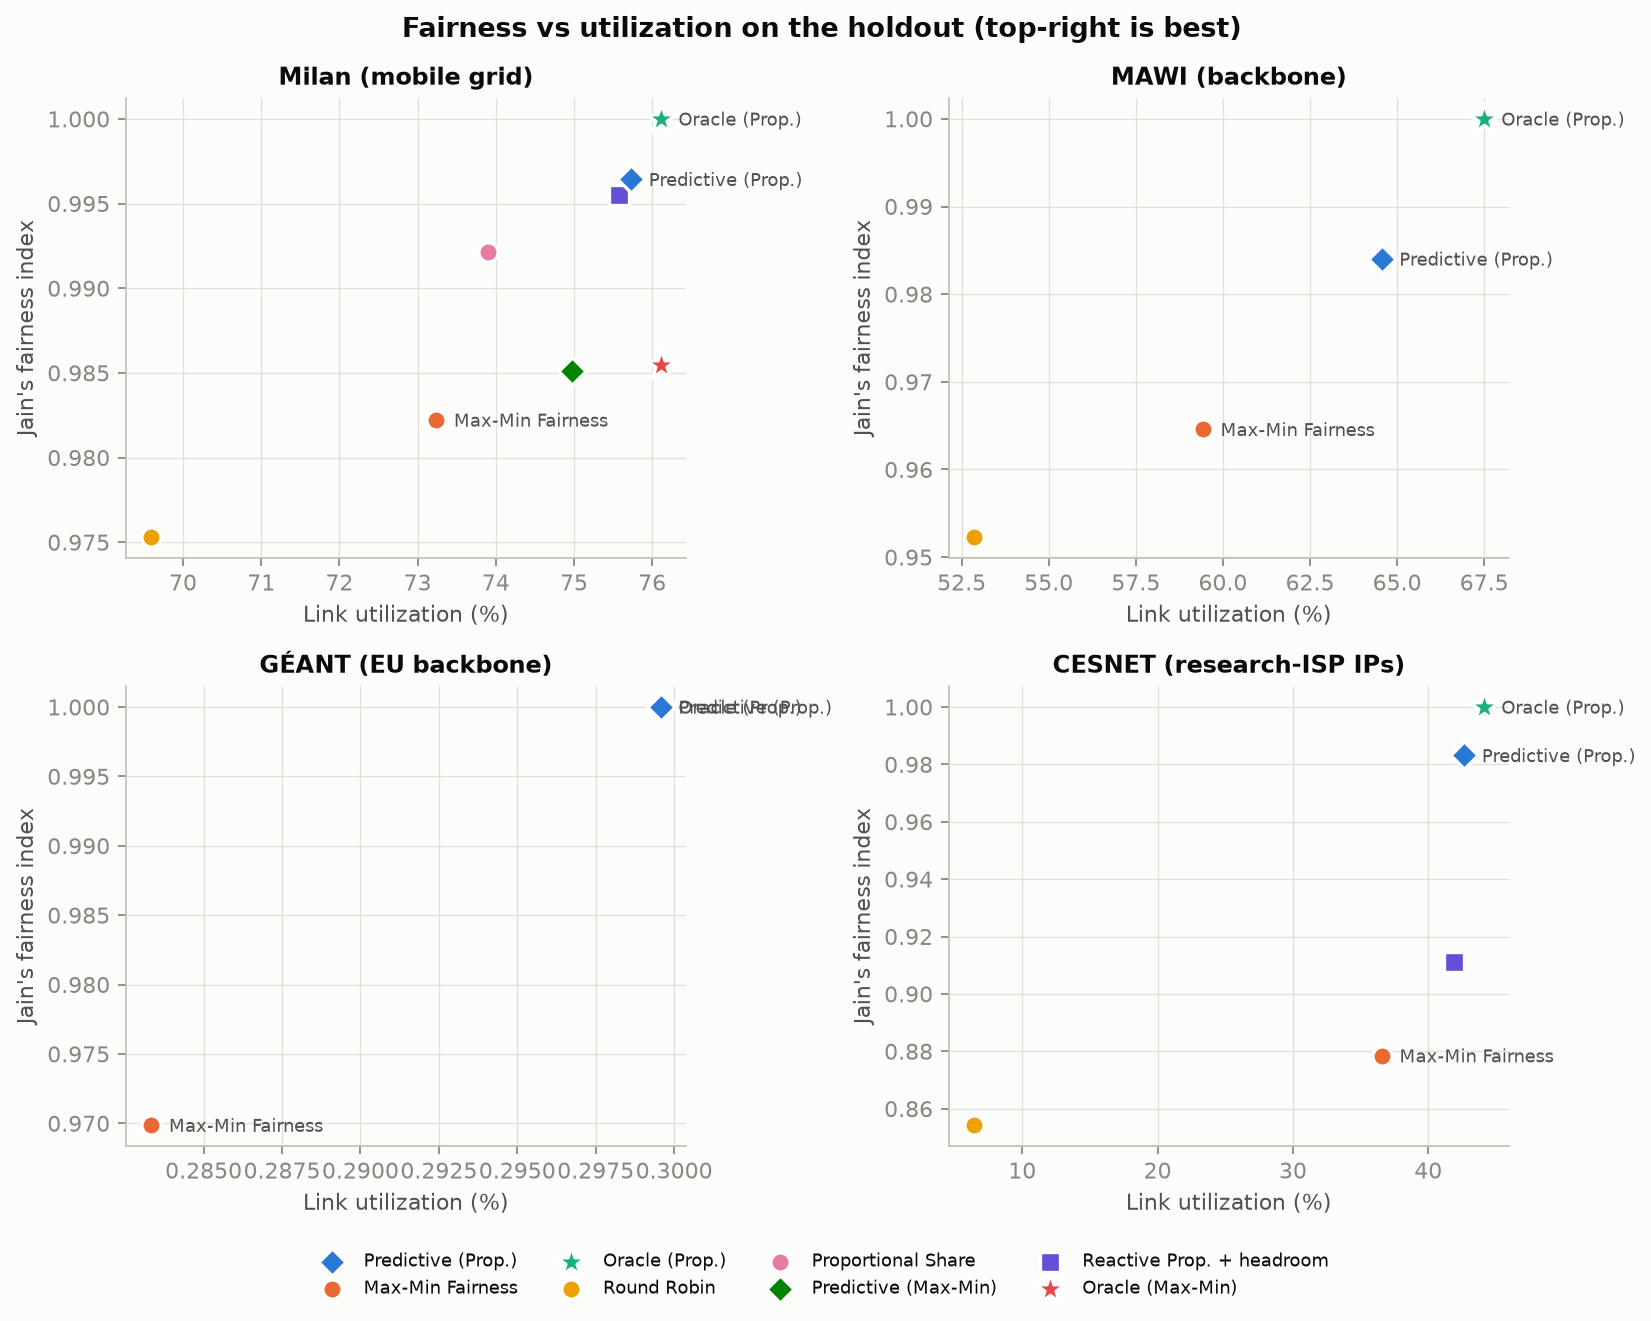 Fairness vs utilization on the holdout (top-right is best)
Milan (mobile grid)
1.000
0.995
0.990
0.985
0.980
0.975
Jain's fairness index
Oracle (Prop.)
Predictive (Prop.)
Max-Min Fairness
70 71 72 73 74 75 76
Link utilization (%)
MAWI (backbone)
1.00
0.99
0.98
0.97
0.96
0.95
Jain's fairness index
Oracle (Prop.)
Predictive (Prop.)
Max-Min Fairness
52.5 55.0 57.5 60.0 62.5 65.0 67.5
Link utilization (%)
GÉANT (EU backbone)
1.000
0.995
0.990
0.985
0.980
0.975
0.970
Jain's fairness index
Oracle (Prop.)
Predictive (Prop.)
Max-Min Fairness
0.2850 0.2875 0.2900 0.2925 0.2950 0.2975 0.3000
Link utilization (%)
CESNET (research-ISP IPs)
1.00
0.98
0.96
0.94
0.92
0.90
0.88
0.86
Jain's fairness index
Oracle (Prop.)
Predictive (Prop.)
Max-Min Fairness
10 20 30 40
Link utilization (%)
Predictive (Prop.) Oracle (Prop.) Proportional Share Reactive Prop. + headroom
Max-Min Fairness Round Robin Predictive (Max-Min) Oracle (Max-Min)